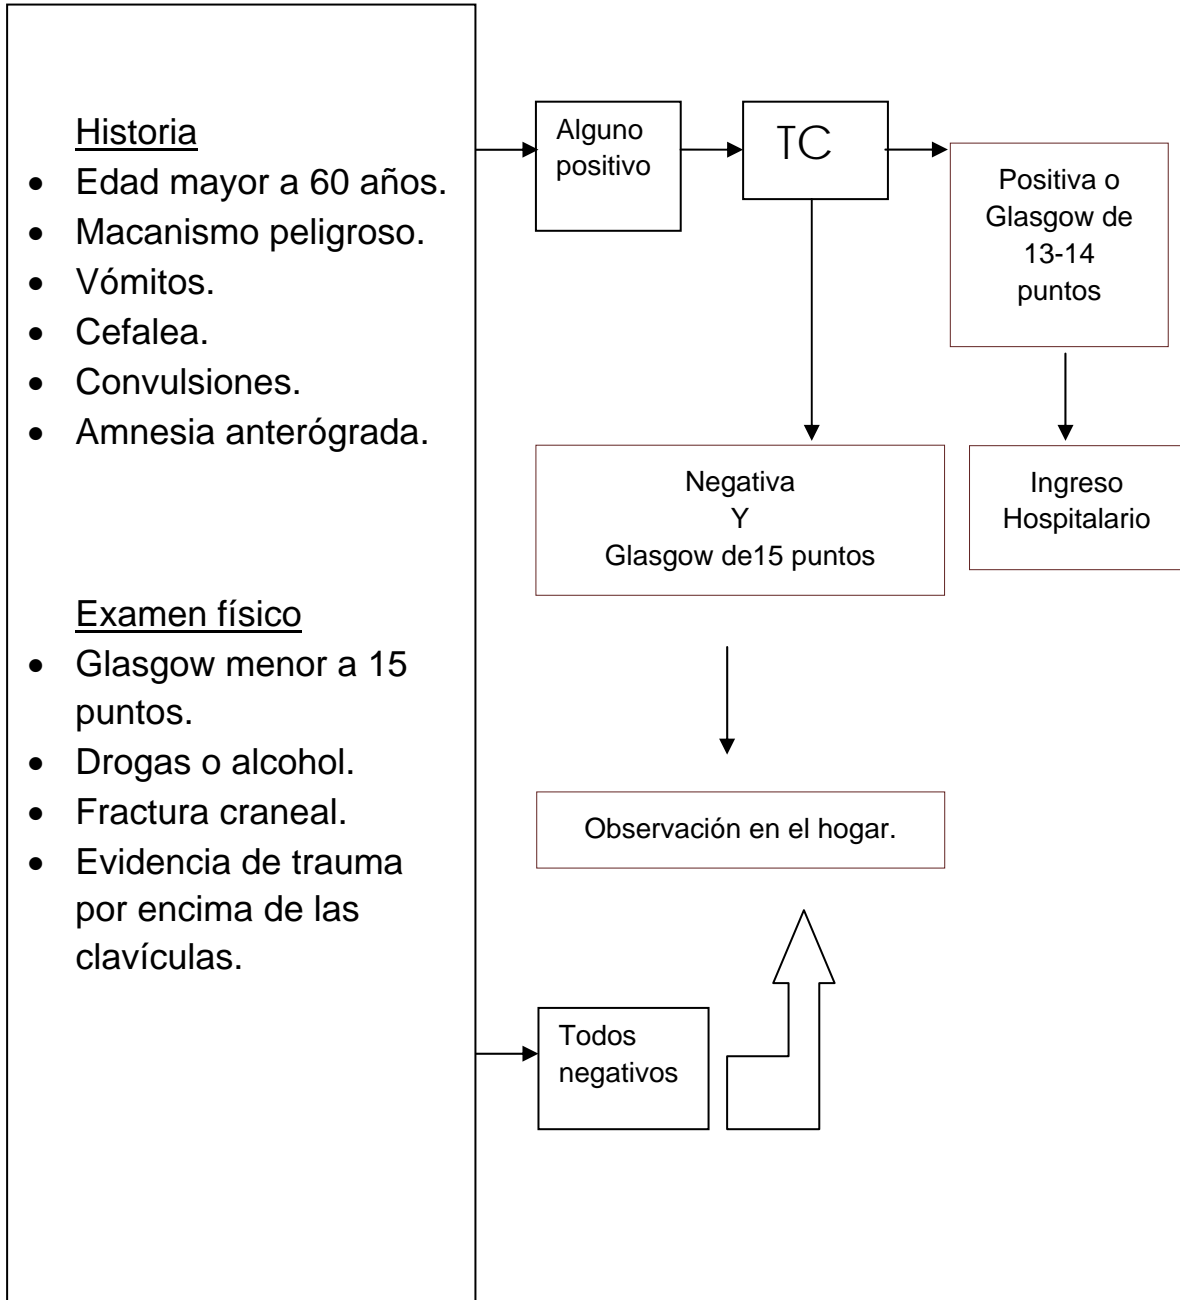 Historia
• Edad mayor a 60 años.
• Macanismo peligroso.
• Vómitos.
• Cefalea.
• Convulsiones.
• Amnesia anterógrada.
Examen físico
• Glasgow menor a 15
puntos.
• Drogas o alcohol.
• Fractura craneal.
• Evidencia de trauma
por encima de las
clavículas.
Alguno
positivo
TC
Positiva o
Glasgow de
13-14
puntos
Negativa
Y
Glasgow de15 puntos
Ingreso
Hospitalario
Observación en el hogar.
Todos
negativos